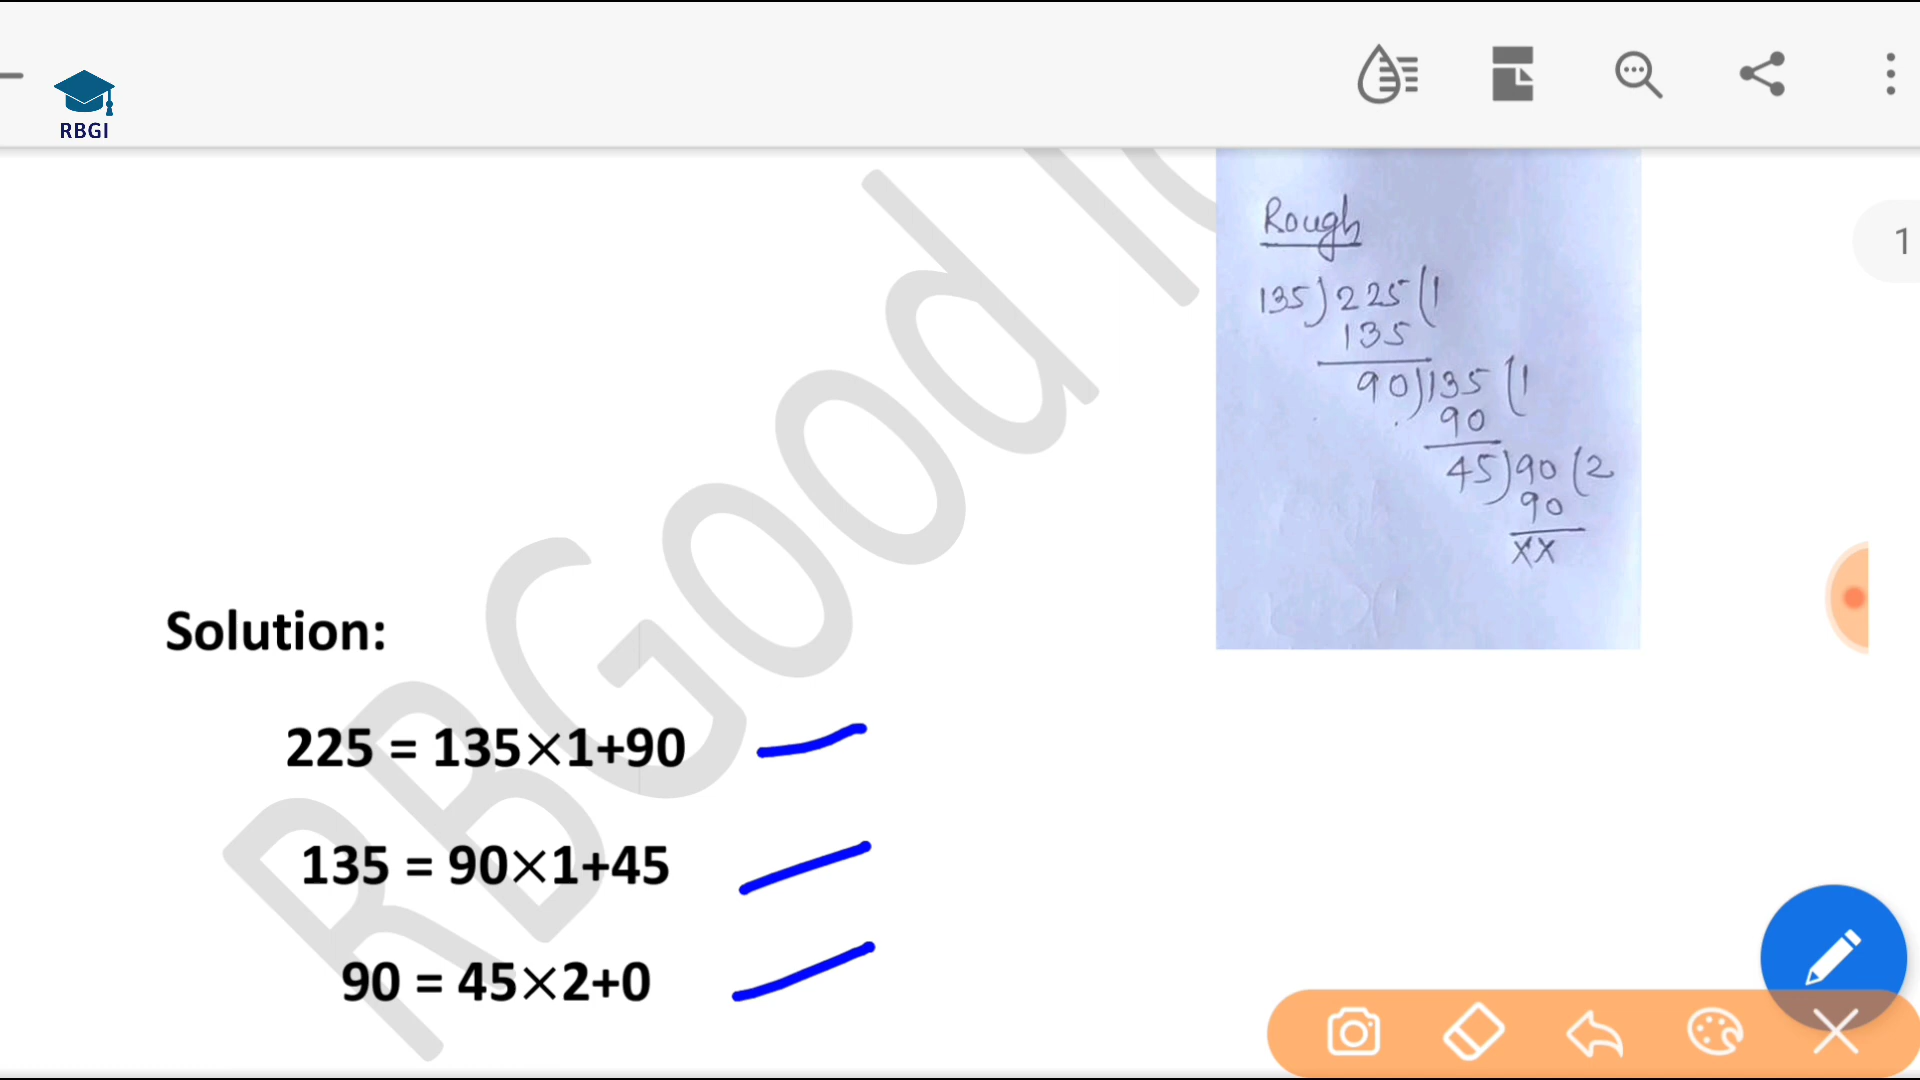 RBGI
1
RBGood
Rough
135)225(1
135
90)135(1
90
45)90(2
90
XX
Solution:
225 = 135×1+90
135 = 90×1+45
90 = 45×2+0